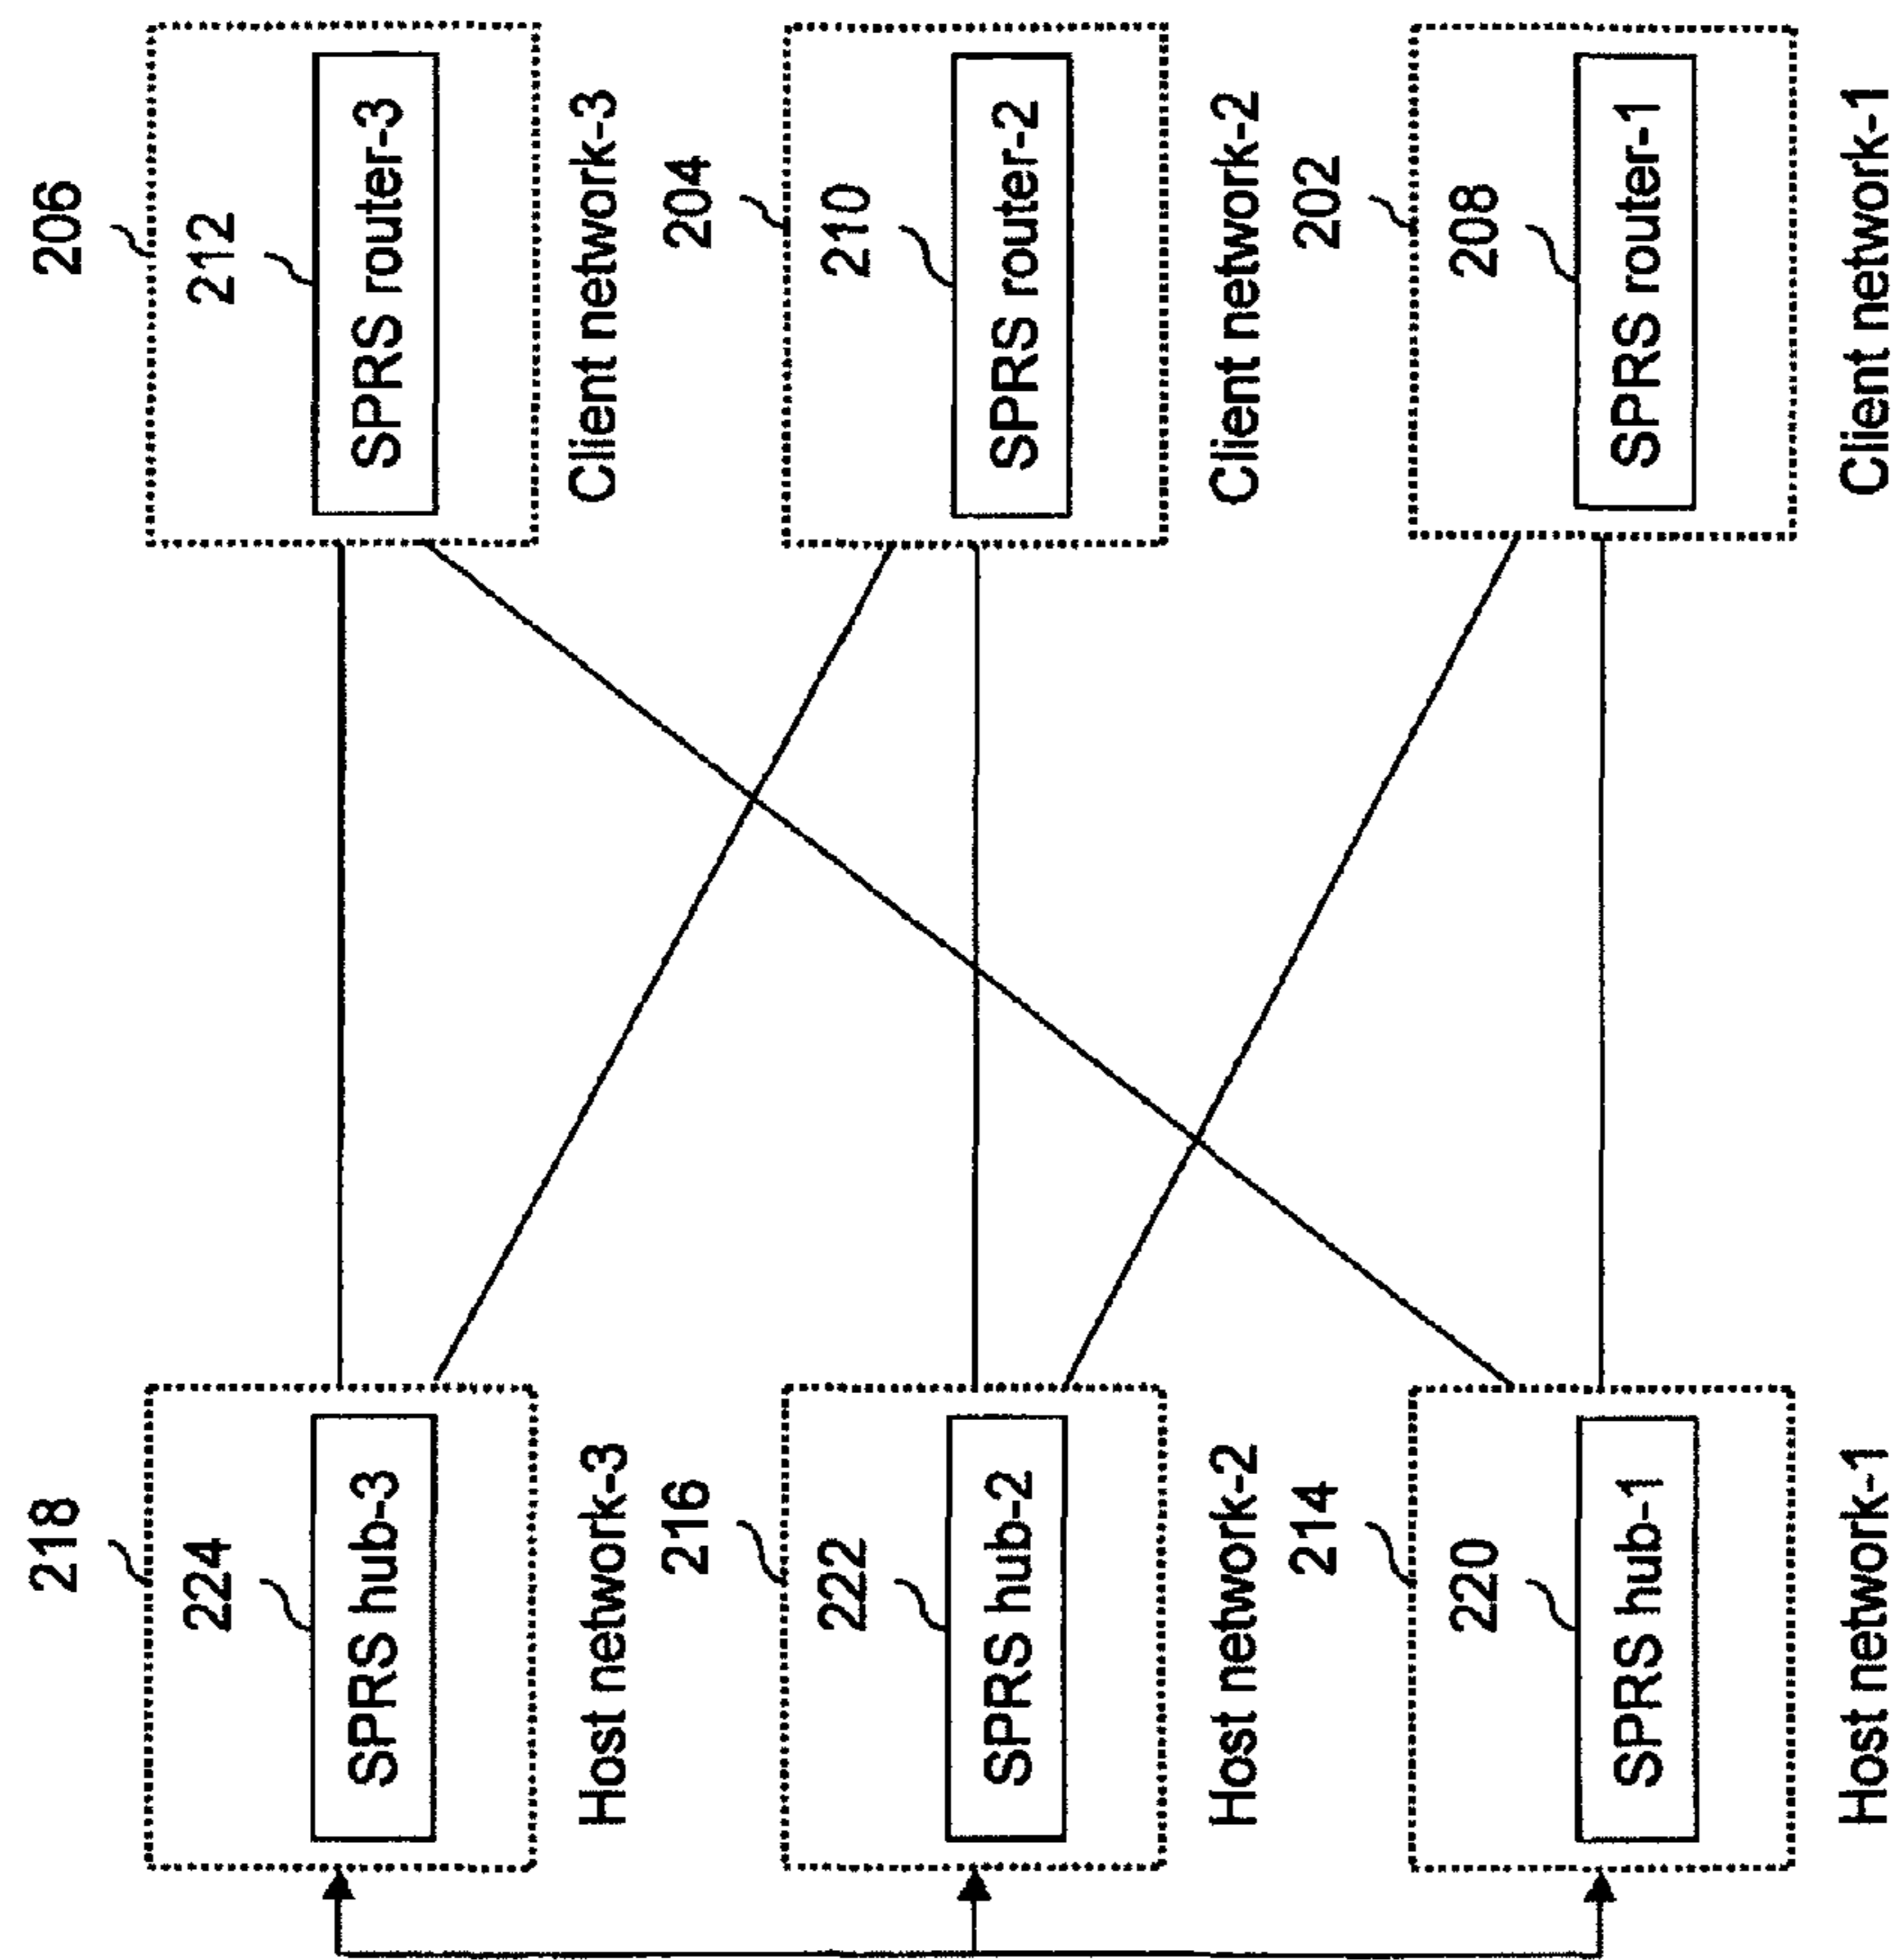 206
212
SPRS router-3
Client network-3
204
210
SPRS router-2
Client network-2
202
208
SPRS router-1
Client network-1
218
224
SPRS hub-3
Host network-3
216
222
SPRS hub-2
Host network-2
214
220
SPRS hub-1
Host network-1